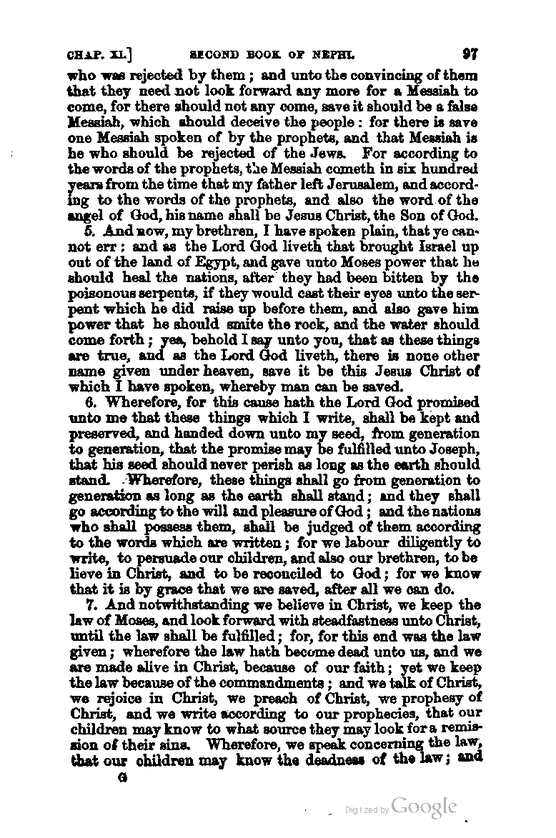 CHAP. XI.] SECOND BOOK OF NEPHI. 97
who was rejected by them; and unto the convincing of them
that they need not look forward any more for a Messiah to
come, for there should not any come, save it should be a false
Messiah, which should deceive the people: for there is save
one Messiah spoken of by the prophets, and that Messiah is
he who should be rejected of the Jews. For according to
the words of the prophets, the Messiah cometh in six hundred
years from the time that my father left Jerusalem, and accord-
ing to the words of the prophets, and also the word of the
angel of God, his name shall be Jesus Christ, the Son of God.
5. And now, my brethren, I have spoken plain, that ye can-
not err: and as the Lord God liveth that brought Israel up
out of the land of Egypt, and gave unto Moses power that he
should heal the nations, after they had been bitten by the
poisonous serpents, if they would cast their eyes unto the ser-
pent which he did raise up before them, and also gave him
power that he should smite the rock, and the water should
come forth; yea, behold I say unto you, that as these things
are true, and as the Lord God liveth, there is none other
name given under heaven, save it be this Jesus Christ of
which I have spoken, whereby man can be saved.
6. Wherefore, for this cause hath the Lord God promised
unto me that these things which I write, shall be kept and
preserved, and handed down unto my seed, from generation
to generation, that the promise may be fulfilled unto Joseph,
that his seed should never perish as long as the earth should
stand. Wherefore, these things shall go from generation to
generation as long as the earth shall stand; and they shall
go according to the will and pleasure of God; and the nations
who shall possess them, shall be judged of them according
to the words which are written; for we labour diligently to
write, to persuade our children, and also our brethren, to be
lieve in Christ, and to be reconciled to God; for we know
that it is by grace that we are saved, after all we can do.
7. And notwithstanding we believe in Christ, we keep the
law of Moses, and look forward with steadfastness unto Christ,
until the law shall be fulfilled; for, for this end was the law
given; wherefore the law hath become dead unto us, and we
are made alive in Christ, because of our faith; yet we keep
the law because of the commandments; and we talk of Christ,
we rejoice in Christ, we preach of Christ, we prophesy of
Christ, and we write according to our prophecies, that our
children may know to what source they may look for a remis-
sion of their sins. Wherefore, we speak concerning the law,
that our children may know the deadness of the law; and
G
Digitized by Google